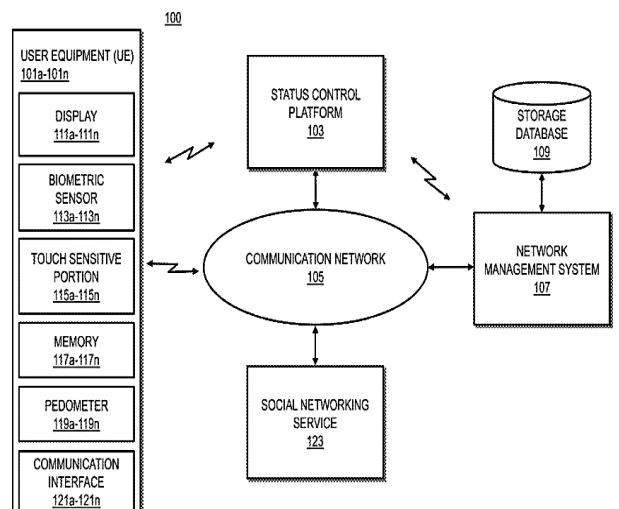 100
USER EQUIPMENT (UE)
101a-101n
DISPLAY
111a-111n
BIOMETRIC
SENSOR
113a-113n
TOUCH SENSITIVE
PORTION
115a-115n
MEMORY
117a-117n
PEDOMETER
119a-119n
COMMUNICATION
INTERFACE
121a-121n
STATUS CONTROL
PLATFORM
103
COMMUNICATION NETWORK
105
SOCIAL NETWORKING
SERVICE
123
STORAGE
DATABASE
109
NETWORK
MANAGEMENT SYSTEM
107